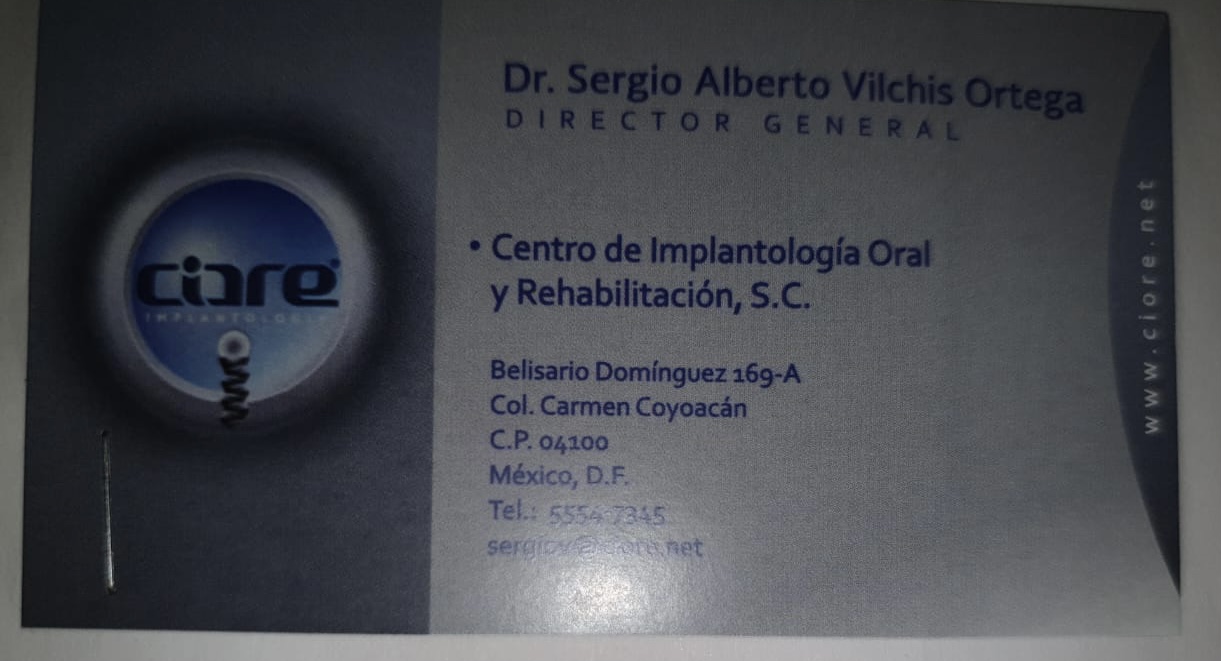 Dr. Sergio Alberto Vilchis Ortega
DIRECTOR GENERAL
ciore®
IMPLANTOLOGIA
• Centro de Implantología Oral
y Rehabilitación, S.C.
Belisario Domínguez 169-A
Col. Carmen Coyoacán
C.P. 04100
México, D.F.
Tel.: 5554 7345
www.ciore.net